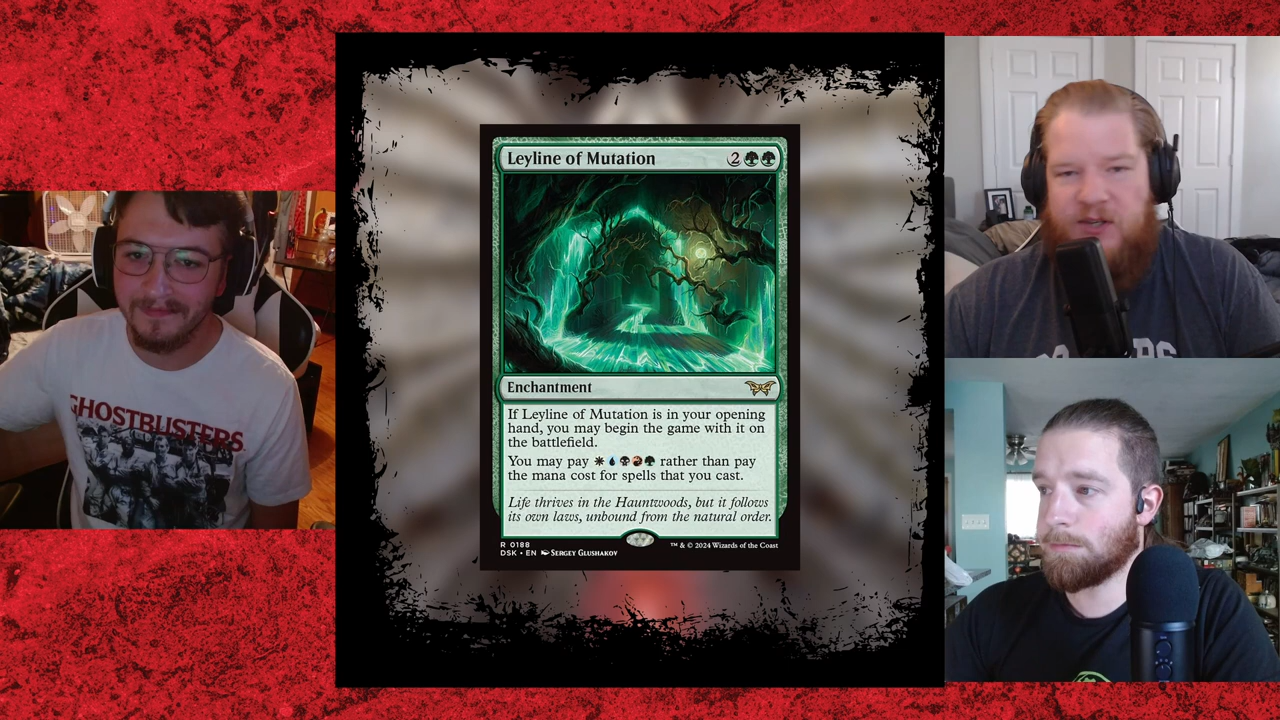 Leyline of Mutation 2
Enchantment
If Leyline of Mutation is in your opening
hand, you may begin the game with it on
the battlefield.
You may pay rather than pay
the mana cost for spells that you cast.
Life thrives in the Hauntwoods, but it follows
its own laws, unbound from the natural order.
R 0188
DSK • EN SERGEY GLUSHAKOV
™ & © 2024 Wizards of the Coast
GHOSTBUSTERS